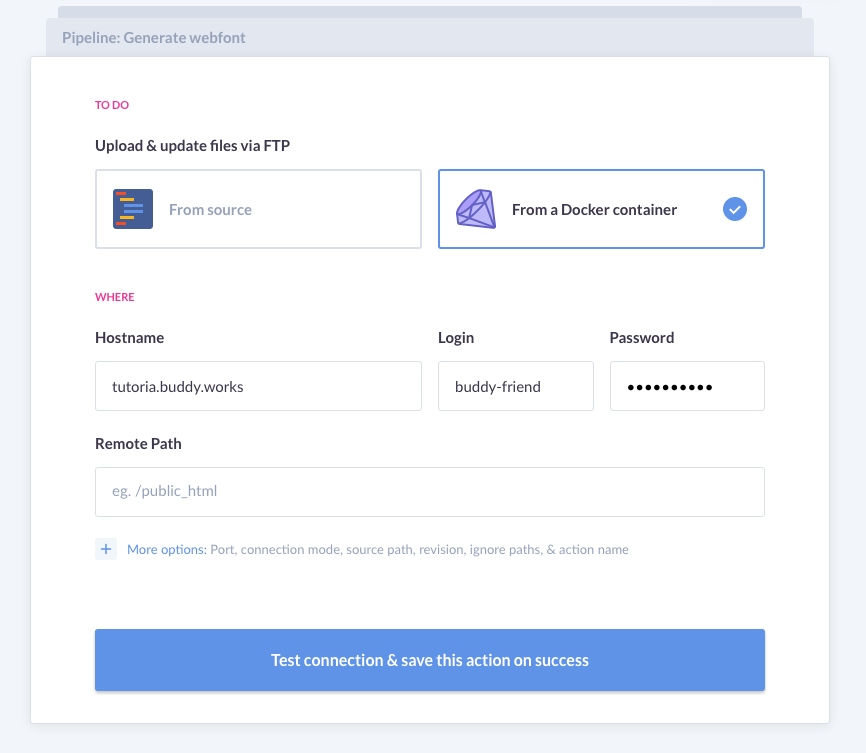 Pipeline: Generate webfont
TO DO
Upload & update files via FTP
From source
From a Docker container
WHERE
Hostname
Login
Password
tutoria.buddy.works
buddy-friend
••••••••••
Remote Path
eg. /public_html
+ More options: Port, connection mode, source path, revision, ignore paths, & action name
Test connection & save this action on success